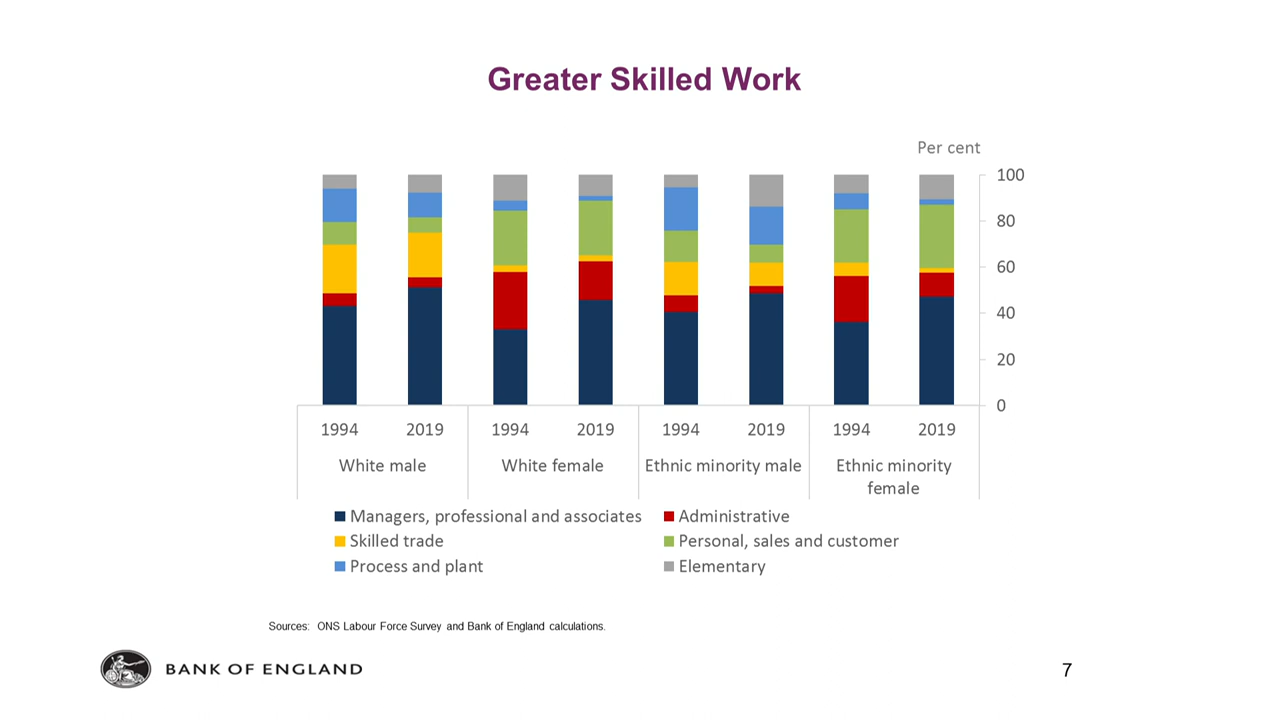 Greater Skilled Work
Per cent
100
80
60
40
20
0
1994 2019 1994 2019 1994 2019 1994 2019
White male White female Ethnic minority male Ethnic minority
female
Managers, professional and associates Administrative
Skilled trade Personal, sales and customer
Process and plant Elementary
Sources: ONS Labour Force Survey and Bank of England calculations.
BANK OF ENGLAND
7